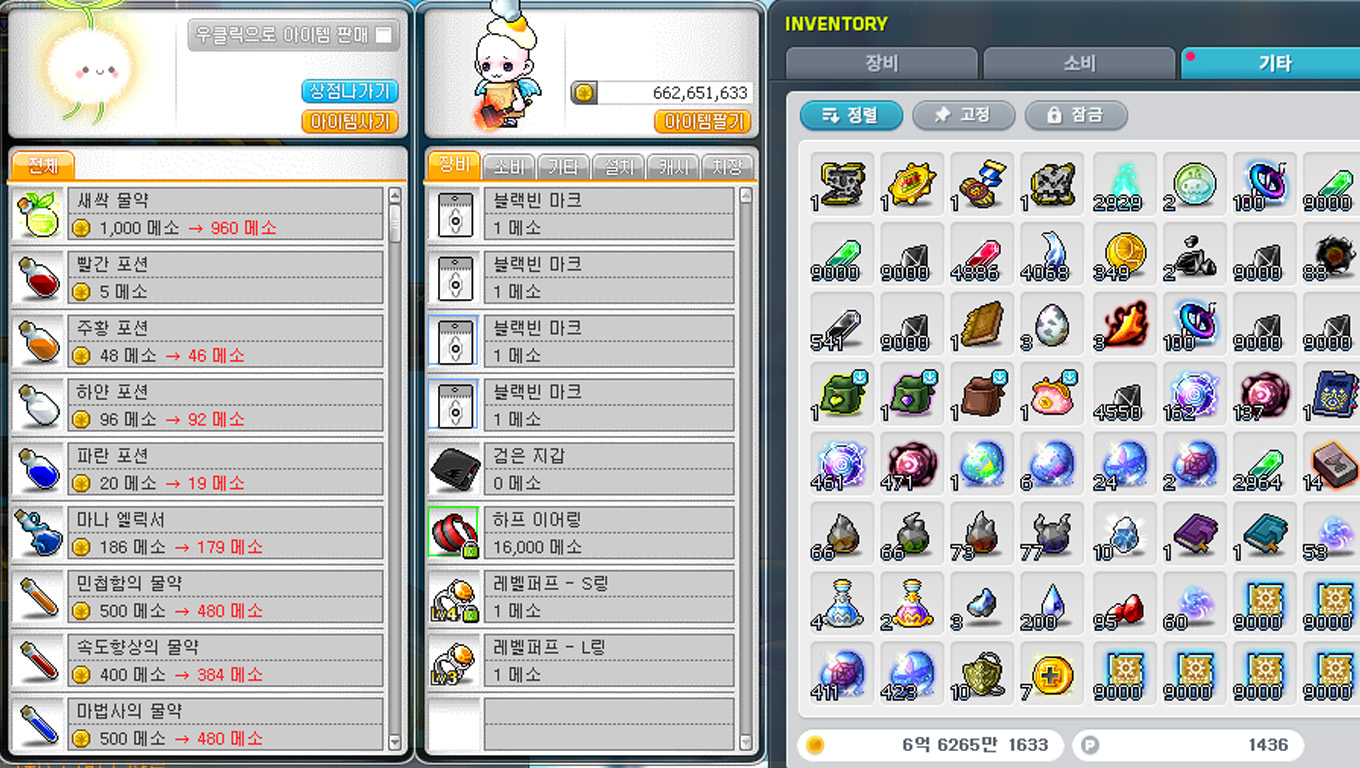 우클릭으로 아이템 판매
상점나가기
아이템사기
전체
새싹 물약
1,000 메소 → 960 메소
빨간 포션
5 메소
주황 포션
48 메소 → 46 메소
하얀 포션
96 메소 → 92 메소
파란 포션
20 메소 → 19 메소
마나 엘릭서
186 메소 → 179 메소
민첩함의 물약
500 메소 → 480 메소
속도향상의 물약
400 메소 → 384 메소
마법사의 물약
500 메소 → 480 메소
662,651,633
아이템팔기
장비 소비 기타 설치 캐시 치장
블랙빈 마크
1 메소
블랙빈 마크
1 메소
블랙빈 마크
1 메소
블랙빈 마크
1 메소
검은 지갑
0 메소
하프 이어링
16,000 메소
레벨퍼프 - S링
1 메소
Lv4
레벨퍼프 - L링
1 메소
Lv3
INVENTORY
장비 소비 기타
정렬 고정 잠금
1 1 1 1 2929 2 100 9000
9000 9000 4886 4068 349 2 9000 88
541 9000 1 3 3 100 9000 9000
1 1 1 1 4550 162 137 1
461 471 1 6 24 2 2964 14
66 66 73 77 10 1 1 53
4 2 3 200 95 60 9000 9000
411 423 10 7 9000 9000 9000 9000
6억 6265만 1633
P 1436